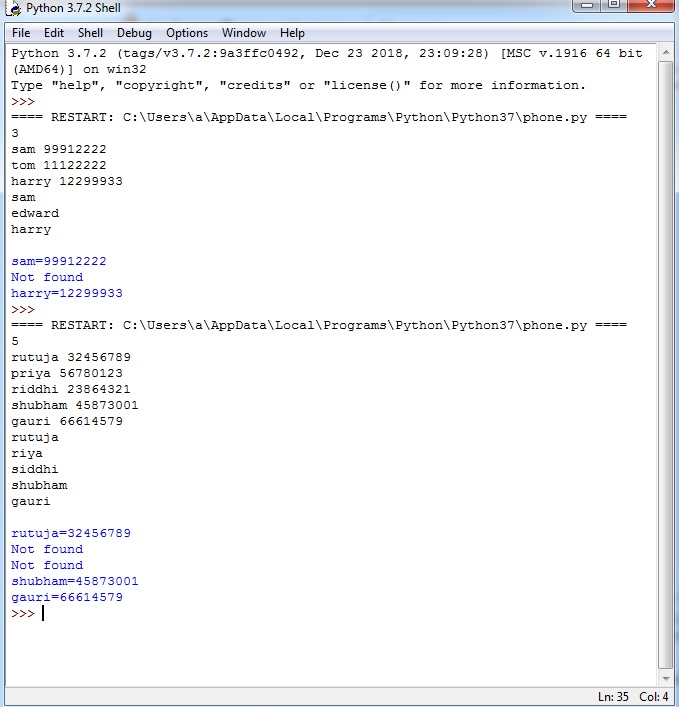 Python 3.7.2 Shell
File Edit Shell Debug Options Window Help
Python 3.7.2 (tags/v3.7.2:9a3ffc0492, Dec 23 2018, 23:09:28) [MSC v.1916 64 bit
(AMD64)] on win32
Type "help", "copyright", "credits" or "license()" for more information.
>>>
==== RESTART: C:\Users\a\AppData\Local\Programs\Python\Python37\phone.py ====
3
sam 99912222
tom 11122222
harry 12299933
sam
edward
harry
sam=99912222
Not found
harry=12299933
>>>
==== RESTART: C:\Users\a\AppData\Local\Programs\Python\Python37\phone.py ====
5
rutuja 32456789
priya 56780123
riddhi 23864321
shubham 45873001
gauri 66614579
rutuja
riya
siddhi
shubham
gauri
rutuja=32456789
Not found
Not found
shubham=45873001
gauri=66614579
>>>
Ln: 35 Col: 4